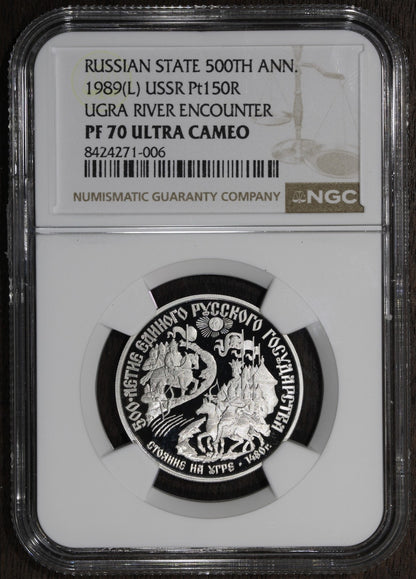 RUSSIAN STATE 500TH ANN.
1989(L) USSR Pt150R
UGRA RIVER ENCOUNTER
PF 70 ULTRA CAMEO
8424271-006
NUMISMATIC GUARANTY COMPANY
NGC
500-ЛЕТИЕ ЕДИНОГО РУССКОГО ГОСУДАРСТВА
СТОЯНИЕ НА УГРЕ • 1480г.